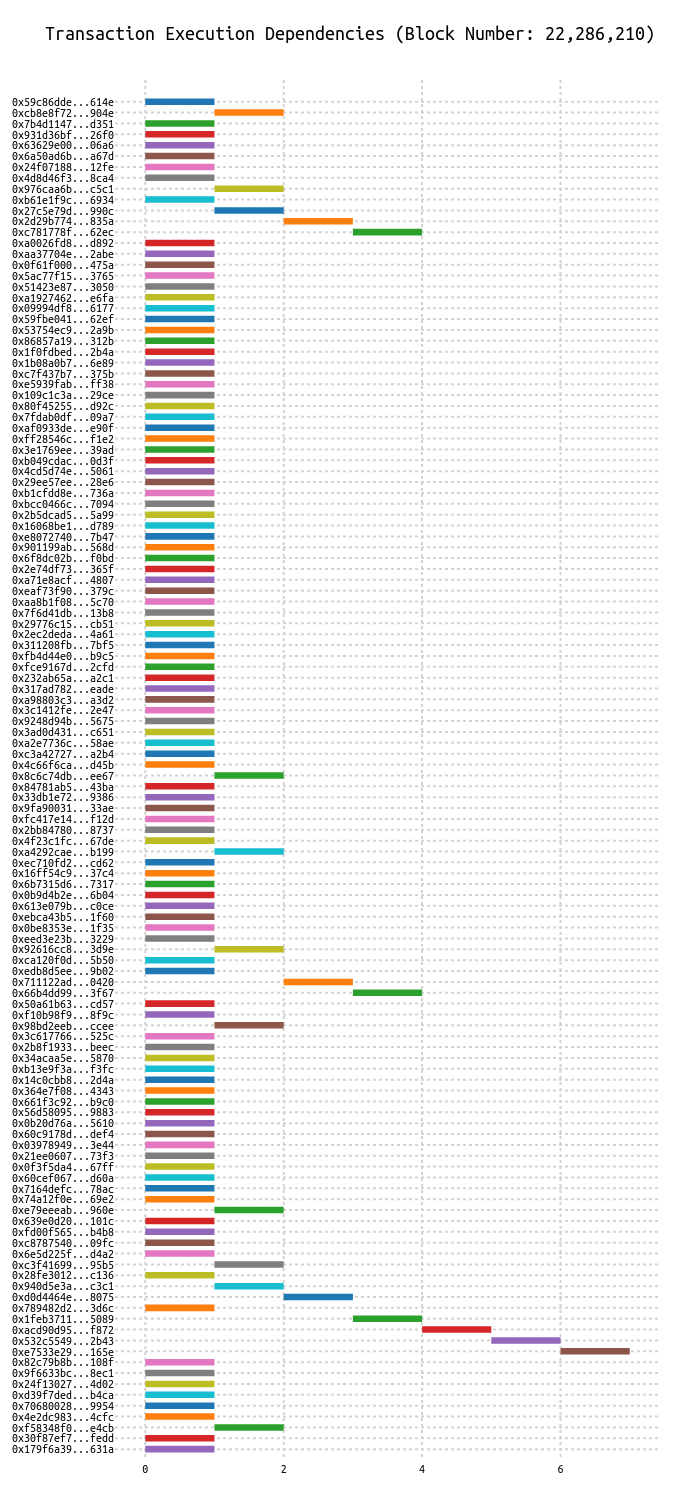 Transaction Execution Dependencies (Block Number: 22,286,210)
0x59c86dde...614e
0xcb8e8f72...904e
0x7b4d1147...d351
0x931d36bf...26f0
0x63629e00...06a6
0x6a50ad6b...a67d
0x24f07188...12fe
0x4d8d46f3...8ca4
0x976caa6b...c5c1
0xb61e1f9c...6934
0x27c5e79d...990c
0x2d29b774...835a
0xc781778f...62ec
0xa0026fd8...d892
0xaa37704e...2abe
0x0f61f000...475a
0x5ac77f15...3765
0x51423e87...3050
0xa1927462...e6fa
0x09994df8...6177
0x59fbe041...62ef
0x53754ec9...2a9b
0x86857a19...312b
0x1f0fdbed...2b4a
0x1b08a0b7...6e89
0xc7f437b7...375b
0xe5939fab...ff38
0x109c1c3a...29ce
0x80f45255...d92c
0x7fdab0df...09a7
0xaf0933de...e90f
0xff28546c...f1e2
0x3e1769ee...39ad
0xb049cdac...0d3f
0x4cd5d74e...5061
0x29ee57ee...28e6
0xb1cfdd8e...736a
0xbcc0466c...7094
0x2b5dcad5...5a99
0x16068be1...d789
0xe8072740...7b47
0x901199ab...568d
0x6f8dc02b...f0bd
0x2e74df73...365f
0xa71e8acf...4807
0xeaf73f90...379c
0xaa8b1f08...5c70
0x7f6d41db...13b8
0x29776c15...cb51
0x2ec2deda...4a61
0x311208fb...7bf5
0xfb4d44e0...b9c5
0xfce9167d...2cfd
0x232ab65a...a2c1
0x317ad782...eade
0xa98803c3...a3d2
0x3c1412fe...2e47
0x9248d94b...5675
0x3ad0d431...c651
0xa2e7736c...58ae
0xc3a42727...a2b4
0x4c66f6ca...d45b
0x8c6c74db...ee67
0x84781ab5...43ba
0x33db1e72...9386
0x9fa90031...33ae
0xfc417e14...f12d
0x2bb84780...8737
0x4f23c1fc...67de
0xa4292cae...b199
0xec710fd2...cd62
0x16ff54c9...37c4
0x6b7315d6...7317
0x0b9d4b2e...6b04
0x613e079b...c0ce
0xebca43b5...1f60
0x0be8353e...1f35
0xeed3e23b...3229
0x92616cc8...3d9e
0xca120f0d...5b50
0xedb8d5ee...9b02
0x711122ad...0420
0x66b4dd99...3f67
0x50a61b63...cd57
0xf10b98f9...8f9c
0x98bd2eeb...ccee
0x3c617766...525c
0x2b8f1933...beec
0x34acaa5e...5870
0xb13e9f3a...f3fc
0x14c0cbb8...2d4a
0x364e7f08...4343
0x661f3c92...b9c0
0x56d58095...9883
0x0b20d76a...5610
0x60c9178d...def4
0x03978949...3e44
0x21ee0607...73f3
0x0f3f5da4...67ff
0x60cef067...d60a
0x7164defc...78ac
0x74a12f0e...69e2
0xe79eeeab...960e
0x639e0d20...101c
0xfd00f565...b4b8
0xc8787540...09fc
0x6e5d225f...d4a2
0xc3f41699...95b5
0x28fe3012...c136
0x940d5e3a...c3c1
0xd0d4464e...8075
0x789482d2...3d6c
0x1feb3711...5089
0xacd90d95...f872
0x532c5549...2b43
0xe7533e29...165e
0x82c79b8b...108f
0x9f6633bc...8ec1
0x24f13027...4d02
0xd39f7ded...b4ca
0x70680028...9954
0x4e2dc983...4cfc
0xf58348f0...e4cb
0x30f87ef7...fedd
0x179f6a39...631a
0 2 4 6